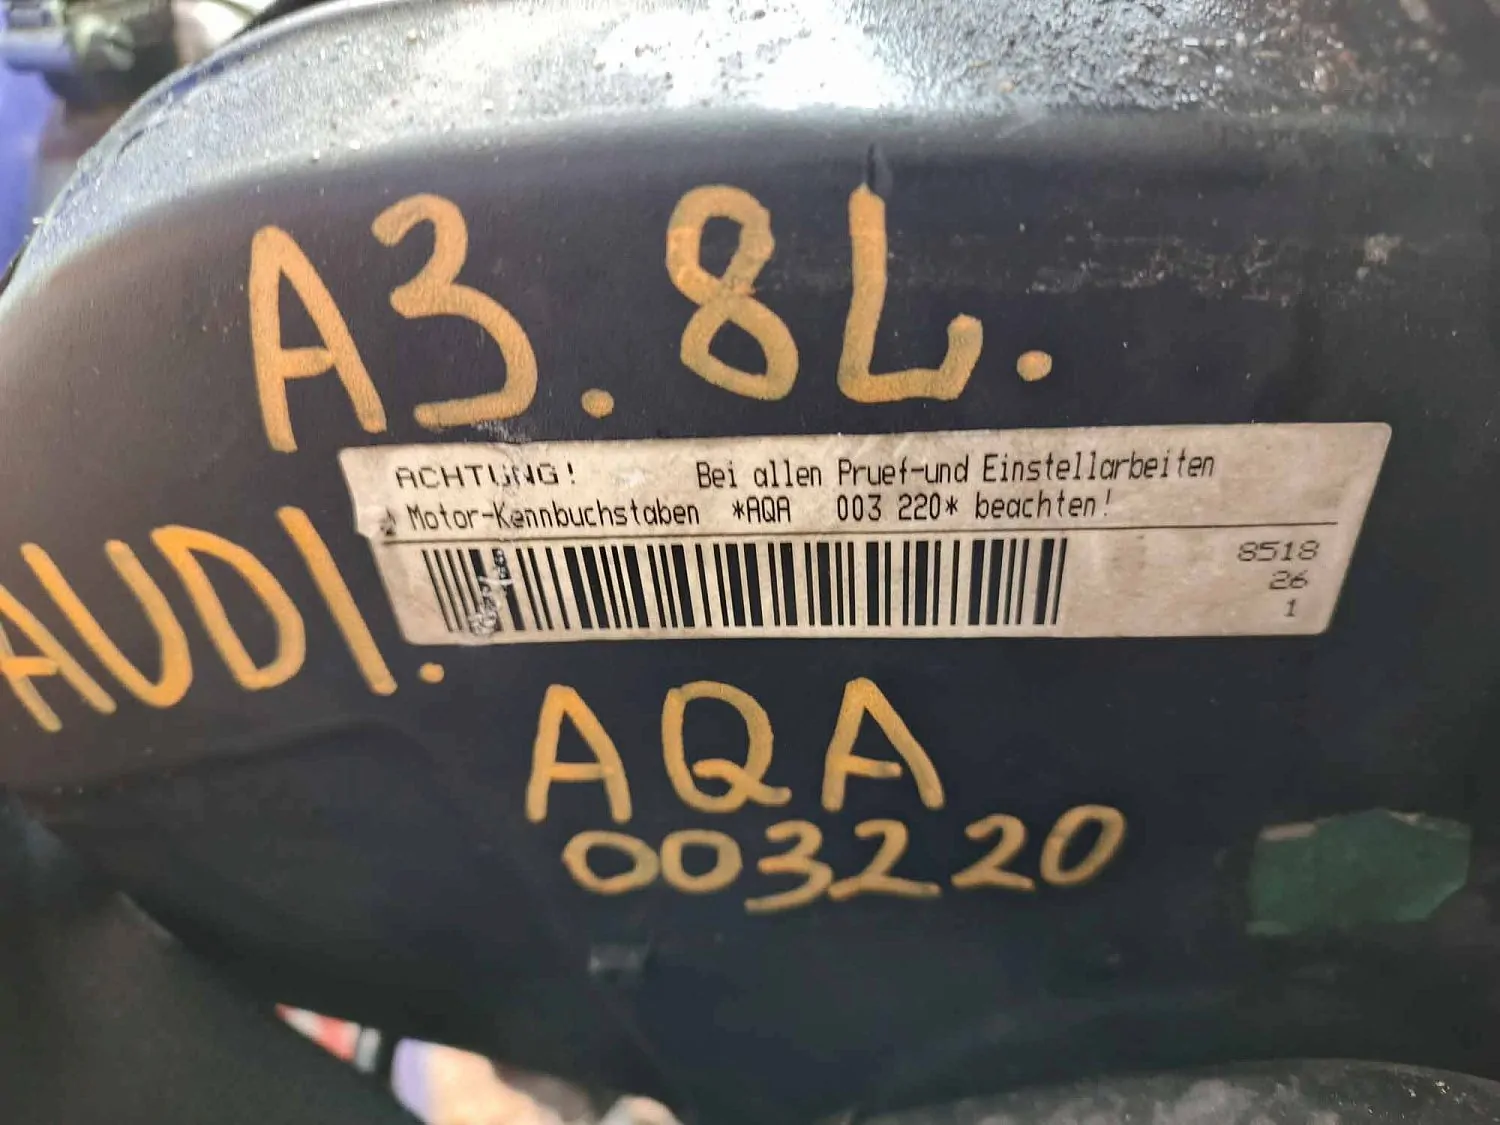 A3.8L.
ACHTUNG! Bei allen Pruef-und Einstellarbeiten
Motor-Kennbuchstaben *AQA 003 220* beachten!
8518
26
1
AUDI.
AQA
003220